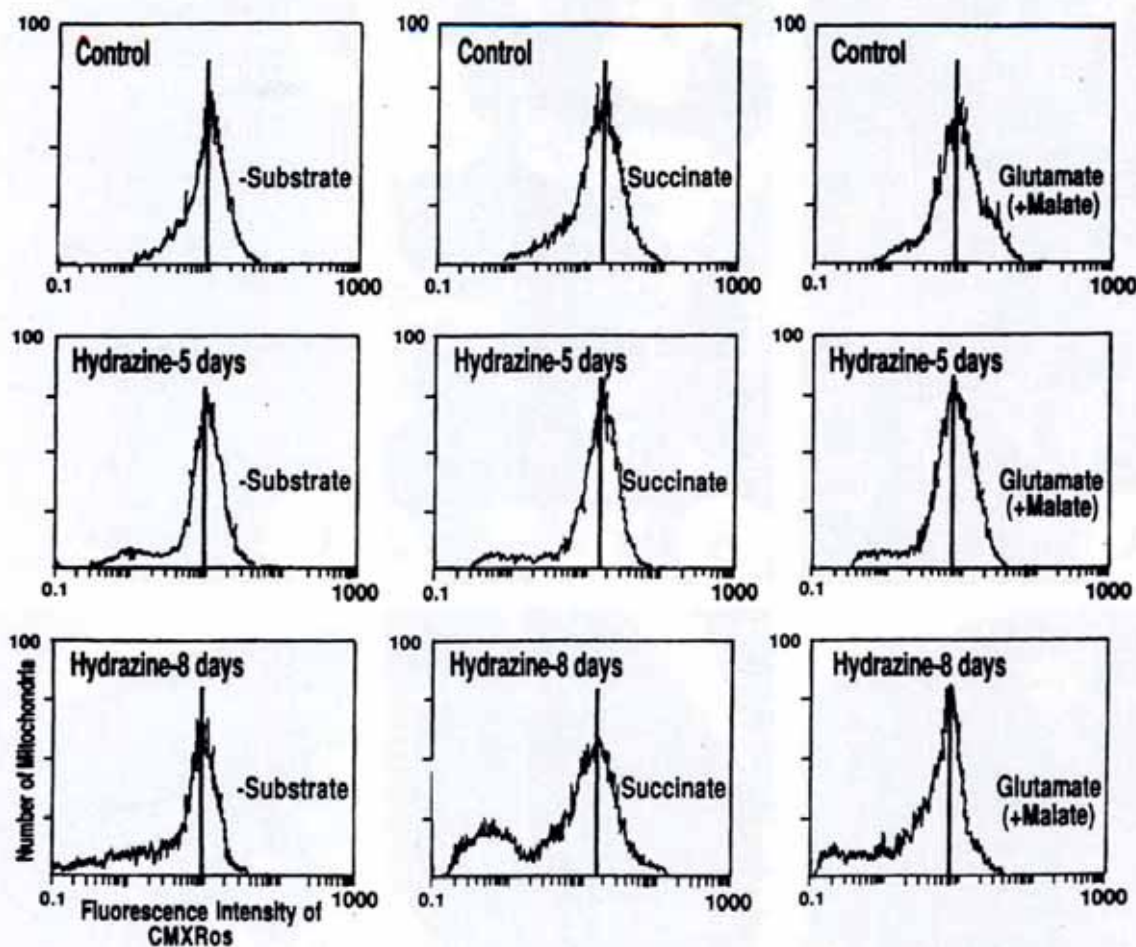 100
Control
-Substrate
0.1
1000
Control
Succinate
0.1
1000
100
Control
Glutamate
(+Malate)
0.1
1000
100
Hydrazine-5 days
-Substrate
0.1
1000
Hydrazine-5 days
Succinate
0.1
1000
100
Hydrazine-5 days
Glutamate
(+Malate)
0.1
1000
100
Hydrazine-8 days
-Substrate
Number of Mitochondria
0.1
1000
Fluorescence Intensity of
CMXRos
100
Hydrazine-8 days
Succinate
0.1
1000
100
Hydrazine-8 days
Glutamate
(+Malate)
0.1
1000